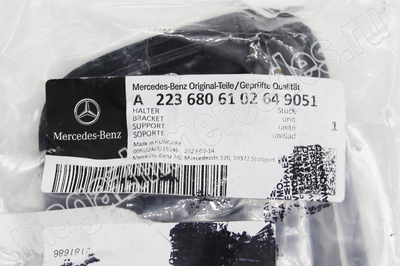 Mercedes-Benz Original-Teile/Geprüfte Qualität
A 223 680 61 02 64 9051
HALTER Stück
BRACKET unit
SUPPORT unité 1
SOPORTE unidad
Mercedes-Benz
Made in HUNGARY
2023-03-14
Mercedes-Benz AG, Mercedesstr.120, 70372 Stuttgart
9861812